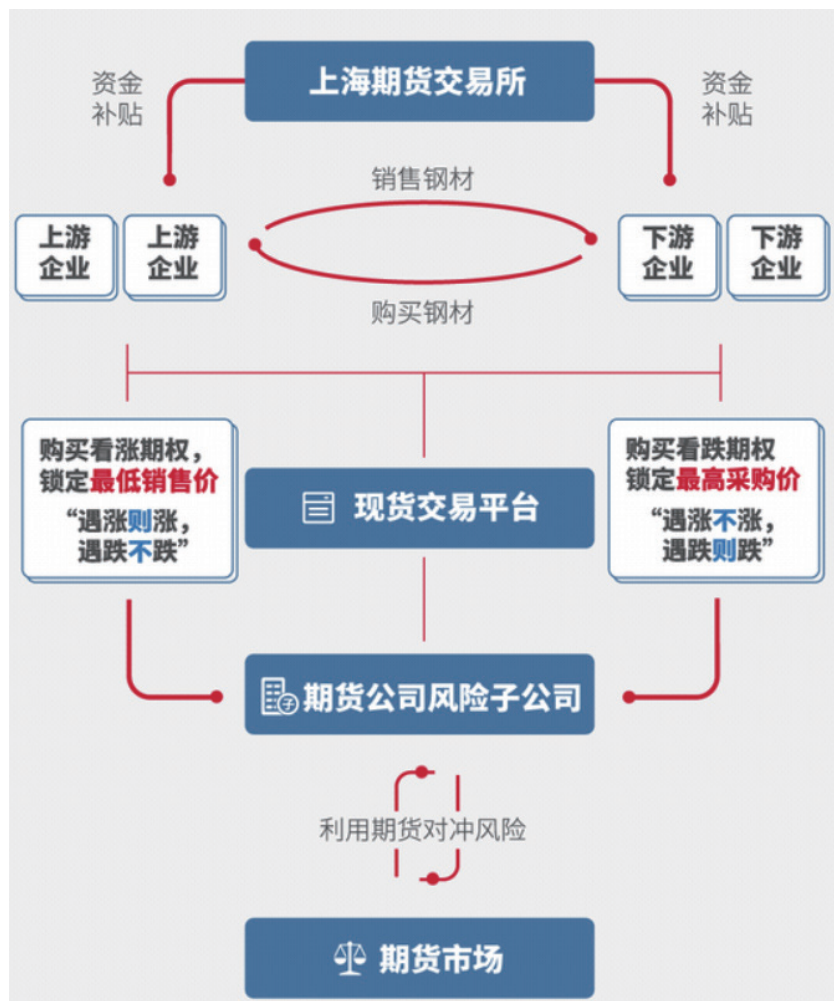 上海期货交易所
资金
补贴
资金
补贴
销售钢材
上游
企业
上游
企业
下游
企业
下游
企业
购买钢材
购买看涨期权，
锁定最低销售价
“遇涨则涨，
遇跌不跌”
现货交易平台
购买看跌期权
锁定最高采购价
“遇涨不涨，
遇跌则跌”
子
期货公司风险子公司
利用期货对冲风险
期货市场